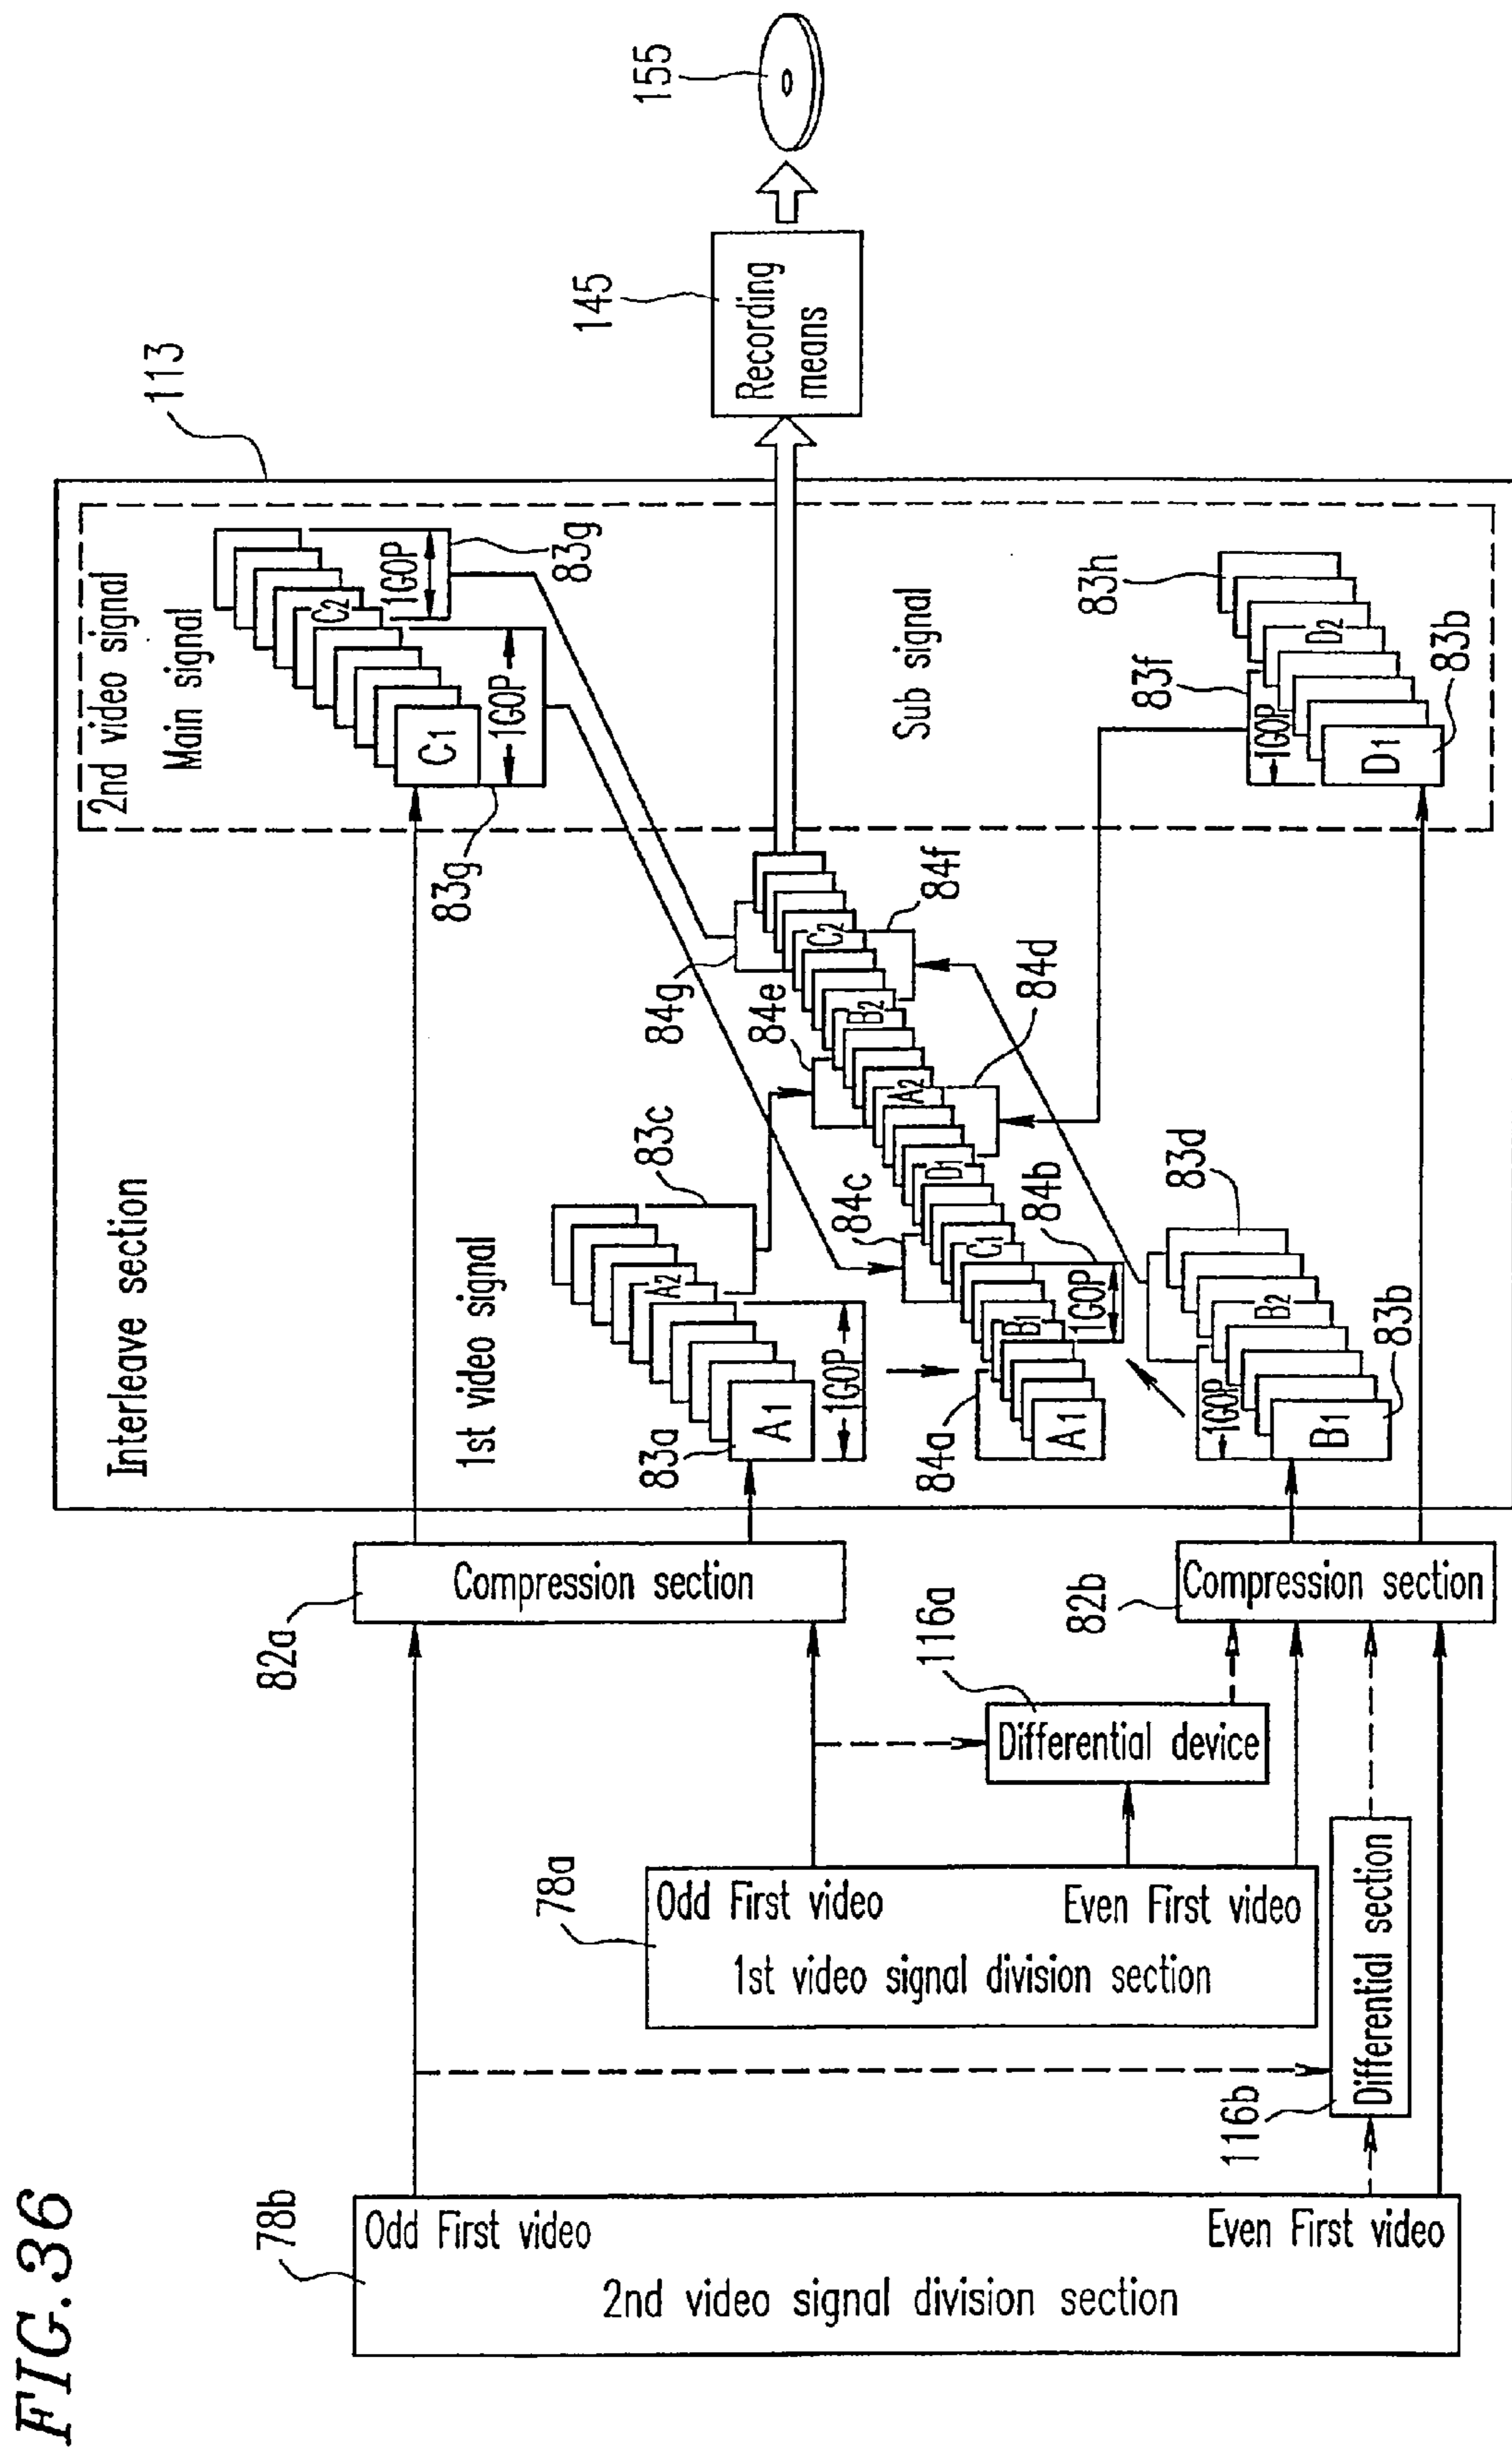 FIG.36
78b
Odd First video
Even First video
2nd video signal division section
116b
Differential section
78a
Odd First video
Even First video
1st video signal division section
116a
Differential device
82a
Compression section
82b
Compression section
113
Interleave section
1st video signal
83a
A1
1GOP
A2
83c
84a
A1
B1
1GOP
84b
84c
C1
D1
84d
A2
84e
B2
84f
C2
84g
B1
1GOP
83b
B2
83d
2nd video signal
Main signal
C1
83g
1GOP
C2
1GOP
83g
Sub signal
D1
83b
1GOP
83f
D2
83h
145
Recording
means
155